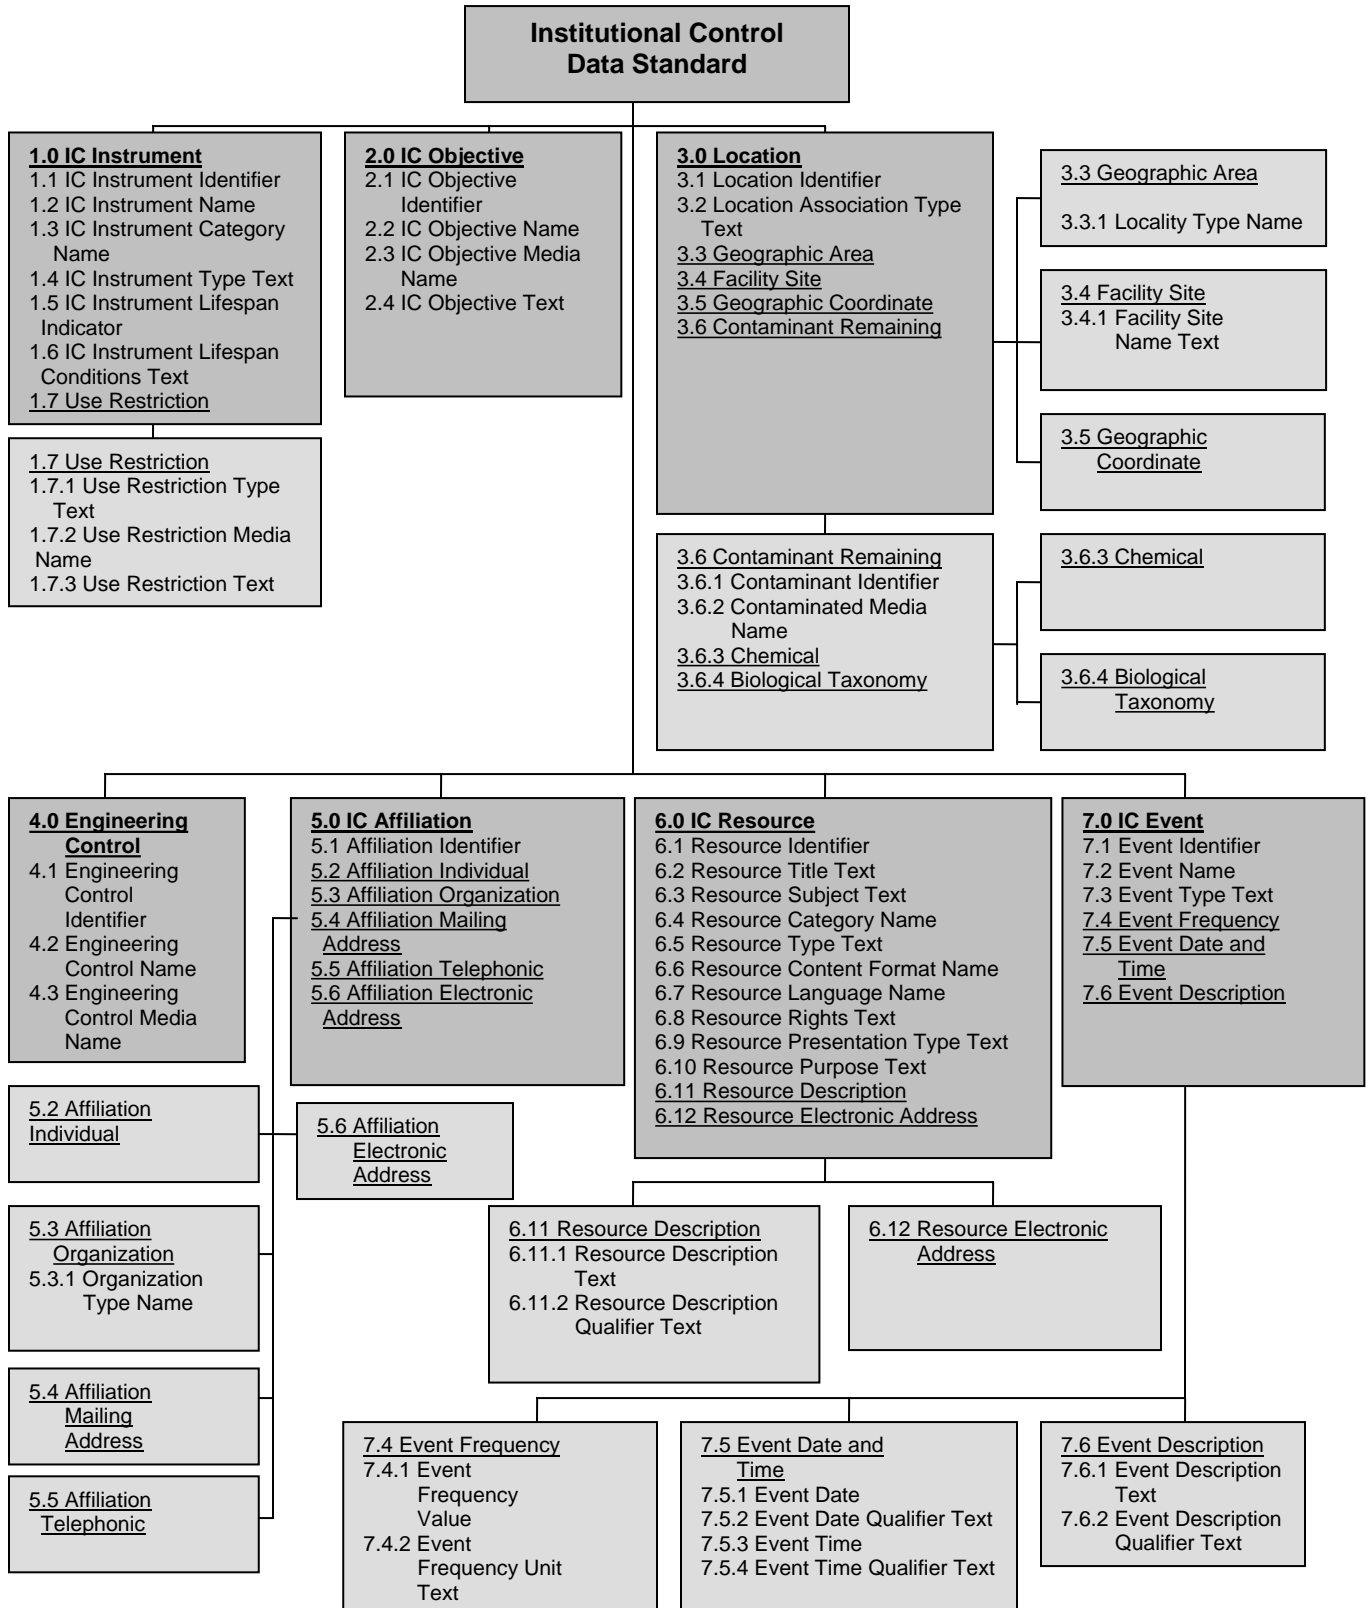 Institutional Control
Data Standard
1.0 IC Instrument
1.1 IC Instrument Identifier
1.2 IC Instrument Name
1.3 IC Instrument Category
Name
1.4 IC Instrument Type Text
1.5 IC Instrument Lifespan
Indicator
1.6 IC Instrument Lifespan
Conditions Text
1.7 Use Restriction
2.0 IC Objective
2.1 IC Objective
Identifier
2.2 IC Objective Name
2.3 IC Objective Media
Name
2.4 IC Objective Text
3.0 Location
3.1 Location Identifier
3.2 Location Association Type
Text
3.3 Geographic Area
3.4 Facility Site
3.5 Geographic Coordinate
3.6 Contaminant Remaining
3.3 Geographic Area
3.3.1 Locality Type Name
3.4 Facility Site
3.4.1 Facility Site
Name Text
3.5 Geographic
Coordinate
1.7 Use Restriction
1.7.1 Use Restriction Type
Text
1.7.2 Use Restriction Media
Name
1.7.3 Use Restriction Text
3.6 Contaminant Remaining
3.6.1 Contaminant Identifier
3.6.2 Contaminated Media
Name
3.6.3 Chemical
3.6.4 Biological Taxonomy
3.6.3 Chemical
3.6.4 Biological
Taxonomy
4.0 Engineering
Control
4.1 Engineering
Control
Identifier
4.2 Engineering
Control Name
4.3 Engineering
Control Media
Name
5.0 IC Affiliation
5.1 Affiliation Identifier
5.2 Affiliation Individual
5.3 Affiliation Organization
5.4 Affiliation Mailing
Address
5.5 Affiliation Telephonic
5.6 Affiliation Electronic
Address
6.0 IC Resource
6.1 Resource Identifier
6.2 Resource Title Text
6.3 Resource Subject Text
6.4 Resource Category Name
6.5 Resource Type Text
6.6 Resource Content Format Name
6.7 Resource Language Name
6.8 Resource Rights Text
6.9 Resource Presentation Type Text
6.10 Resource Purpose Text
6.11 Resource Description
6.12 Resource Electronic Address
7.0 IC Event
7.1 Event Identifier
7.2 Event Name
7.3 Event Type Text
7.4 Event Frequency
7.5 Event Date and
Time
7.6 Event Description
5.2 Affiliation
Individual
5.6 Affiliation
Electronic
Address
5.3 Affiliation
Organization
5.3.1 Organization
Type Name
6.11 Resource Description
6.11.1 Resource Description
Text
6.11.2 Resource Description
Qualifier Text
6.12 Resource Electronic
Address
5.4 Affiliation
Mailing
Address
5.5 Affiliation
Telephonic
7.4 Event Frequency
7.4.1 Event
Frequency
Value
7.4.2 Event
Frequency Unit
Text
7.5 Event Date and
Time
7.5.1 Event Date
7.5.2 Event Date Qualifier Text
7.5.3 Event Time
7.5.4 Event Time Qualifier Text
7.6 Event Description
7.6.1 Event Description
Text
7.6.2 Event Description
Qualifier Text